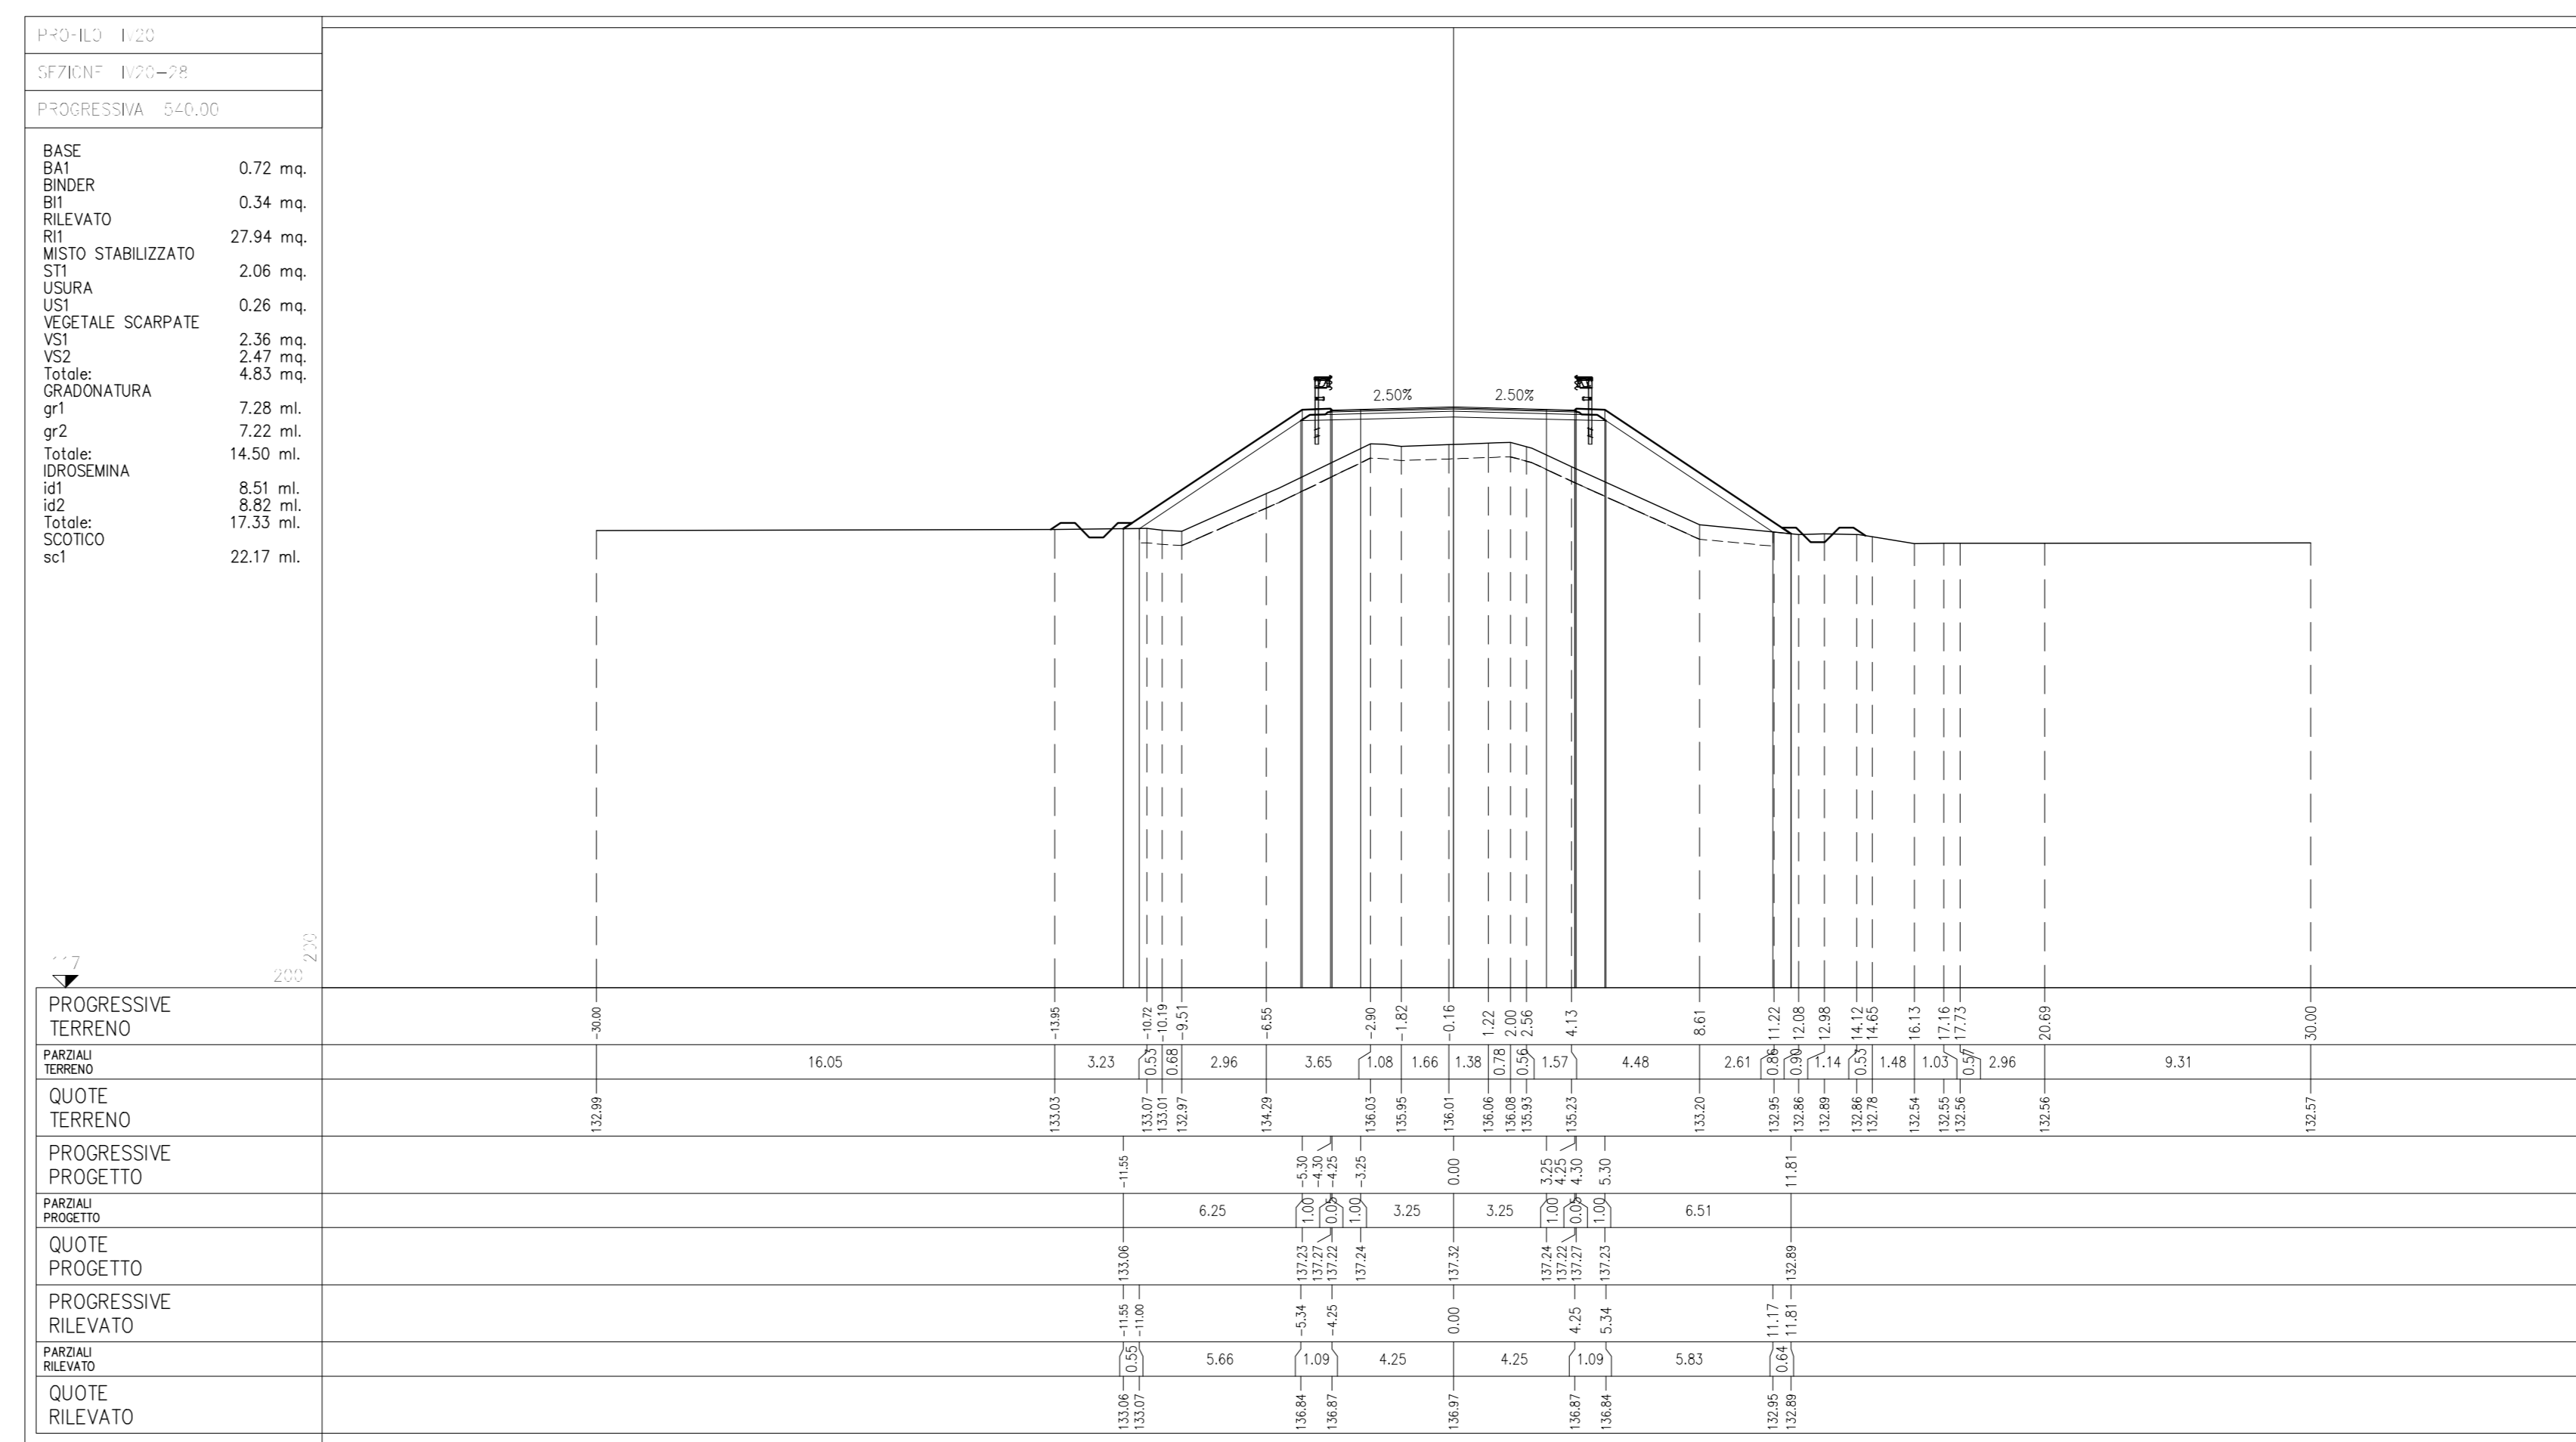 PROFILO IV20
SEZIONE IV20-28
PROGRESSIVA 540.00
BASE
BA1 0.72 mq.
BINDER
BI1 0.34 mq.
RILEVATO
RI1 27.94 mq.
MISTO STABILIZZATO
ST1 2.06 mq.
USURA
US1 0.26 mq.
VEGETALE SCARPATE
VS1 2.36 mq.
VS2 2.47 mq.
Totale: 4.83 mq.
GRADONATURA
gr1 7.28 ml.
gr2 7.22 ml.
Totale: 14.50 ml.
IDROSEMINA
id1 8.51 ml.
id2 8.82 ml.
Totale: 17.33 ml.
SCOTICO
sc1 22.17 ml.
2.50% 2.50%
200
200
PROGRESSIVE
TERRENO
-30.00 -13.95 -10.72 -10.19 -9.51 -6.55 -2.90 -1.82 -0.16 1.22 2.00 2.56 4.13 8.61 11.22 12.08 12.98 14.12 14.65 16.13 17.16 17.73 20.69 30.00
PARZIALI
TERRENO
16.05 3.23 0.53 0.68 2.96 3.65 1.08 1.66 1.38 0.78 0.56 1.57 4.48 2.61 0.86 0.90 1.14 0.53 1.48 1.03 0.57 2.96 9.31
QUOTE
TERRENO
132.99 133.03 133.07 133.01 132.97 134.29 136.03 135.95 136.01 136.06 136.08 135.93 135.23 133.20 132.95 132.86 132.89 132.86 132.78 132.54 132.55 132.56 132.56 132.57
PROGRESSIVE
PROGETTO
-11.55 -5.30 -4.30 -4.25 -3.25 0.00 3.25 4.25 4.30 5.30 11.81
PARZIALI
PROGETTO
6.25 1.00 0.05 1.00 3.25 3.25 1.00 0.05 1.00 6.51
QUOTE
PROGETTO
133.06 137.23 137.27 137.22 137.24 137.32 137.24 137.22 137.27 137.23 132.89
PROGRESSIVE
RILEVATO
-11.55 -11.00 -5.34 -4.25 0.00 4.25 5.34 11.17 11.81
PARZIALI
RILEVATO
0.55 5.66 1.09 4.25 4.25 1.09 5.83 0.64
QUOTE
RILEVATO
133.06 133.07 136.84 136.87 136.97 136.87 136.84 132.95 132.89